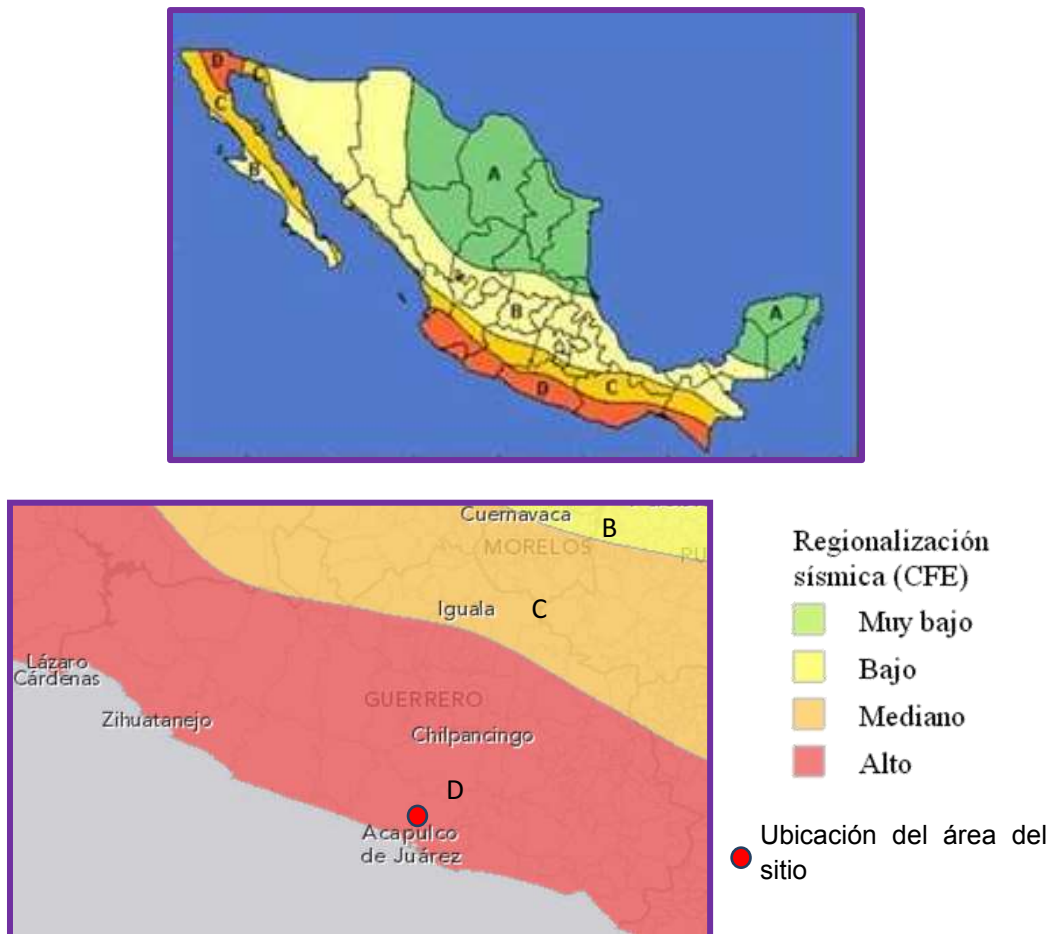 D
C
C
B
A
A
B
D
C
Cuernavaca
B
MORELOS
PU
Iguala
C
Lázaro
Cárdenas
GUERRERO
Zihuatanejo
Chilpancingo
D
Acapulco
de Juárez
Regionalización
sísmica (CFE)
Muy bajo
Bajo
Mediano
Alto
Ubicación del área del
sitio